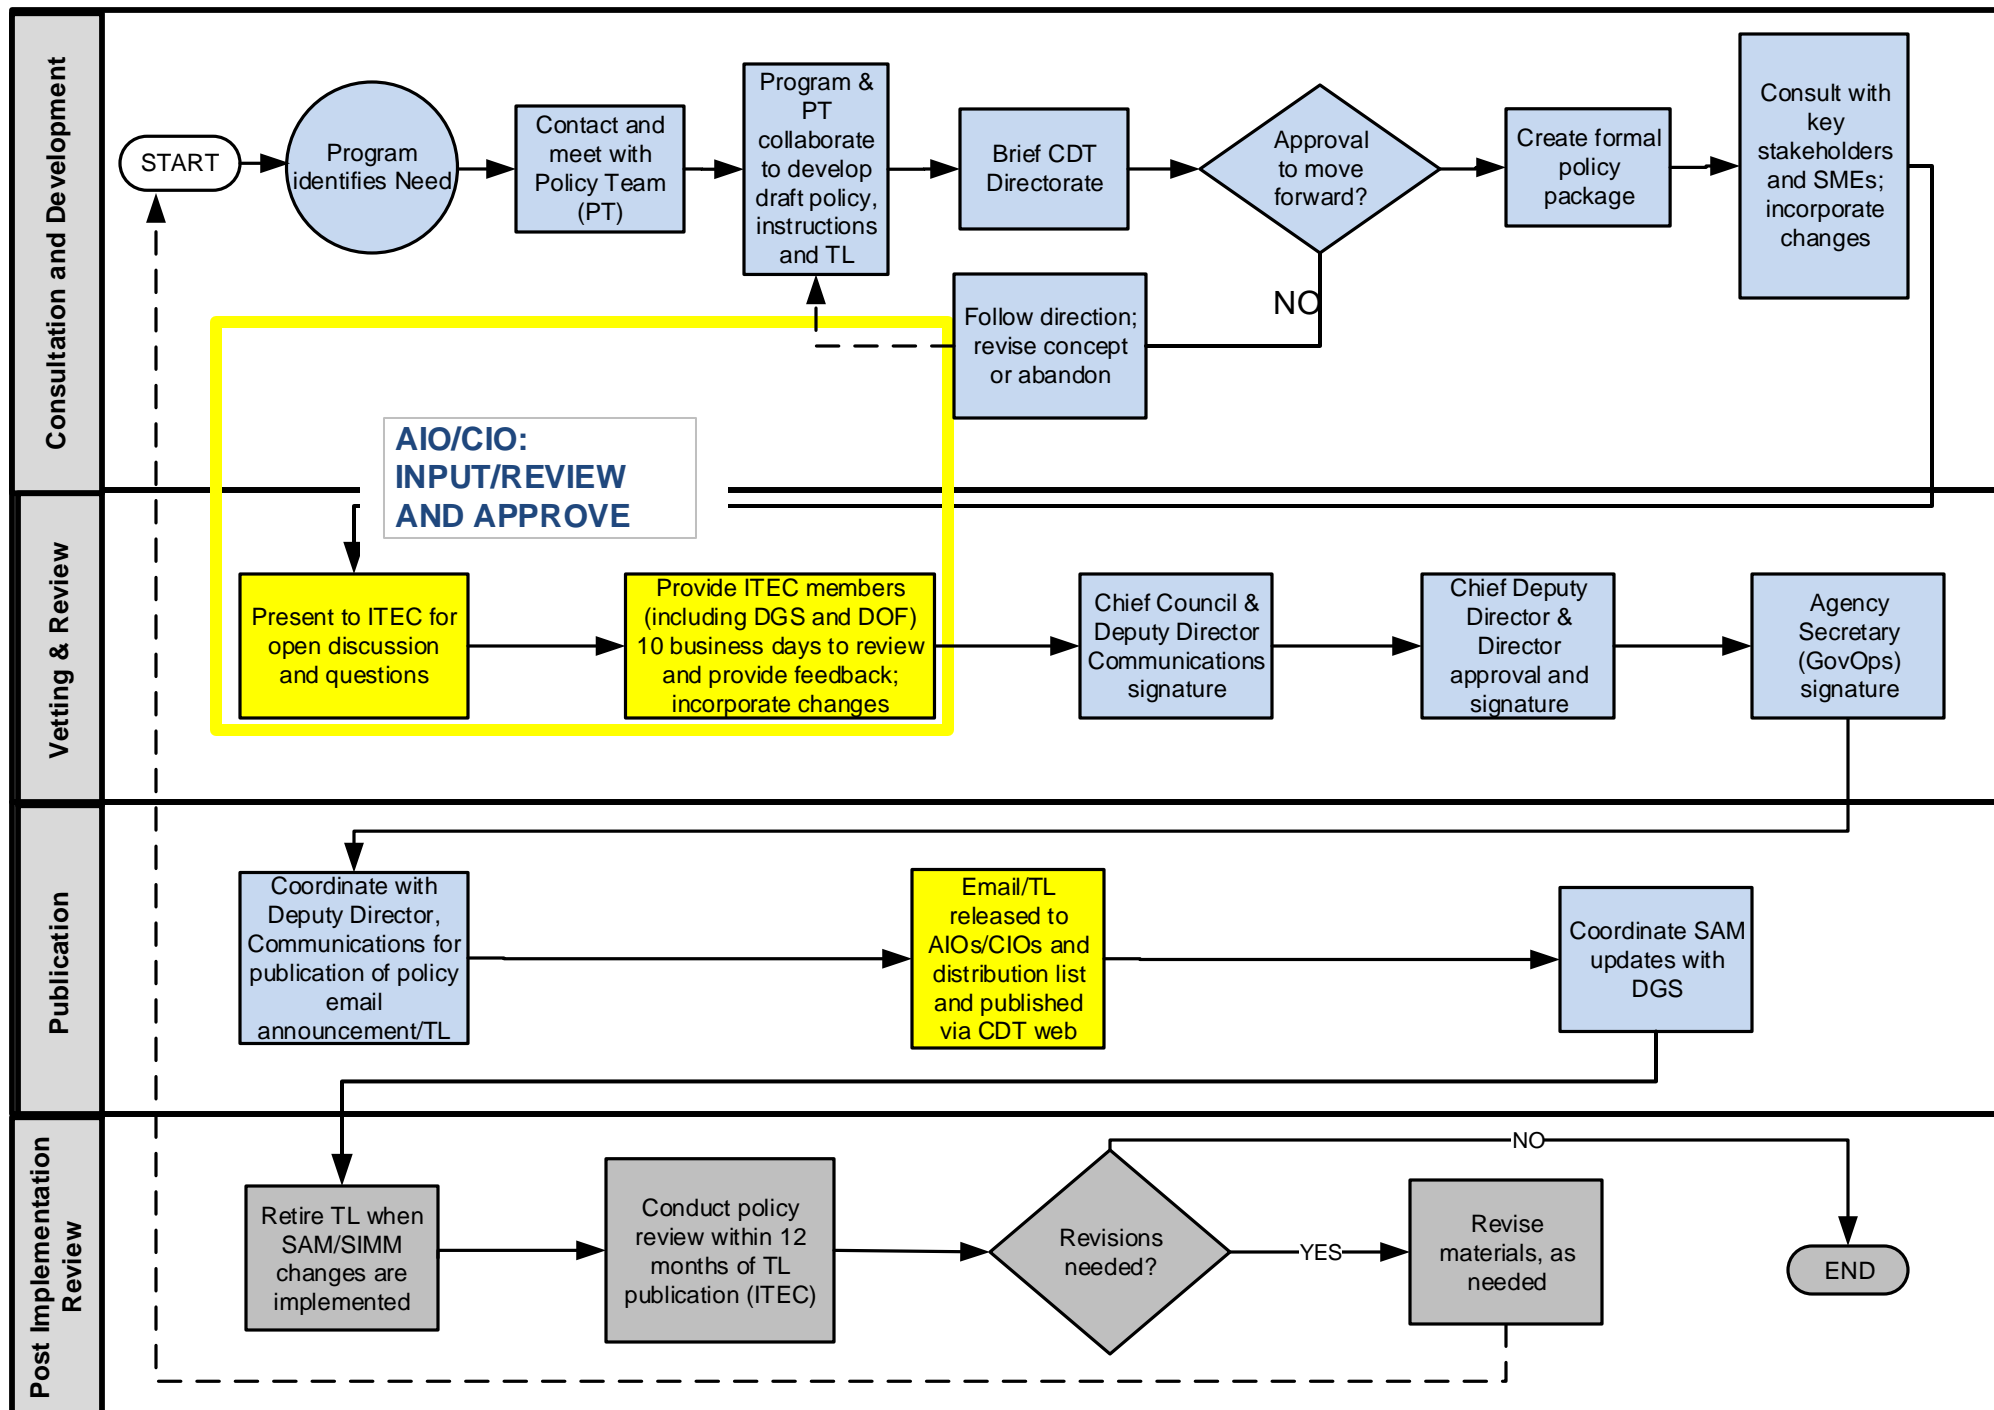 Consultation and Development
START
Program
identifies Need
Contact and
meet with
Policy Team
(PT)
Program &
PT
collaborate
to develop
draft policy,
instructions
and TL
Brief CDT
Directorate
Approval
to move
forward?
Create formal
policy
package
Consult with
key
stakeholders
and SMEs;
incorporate
changes
NO
Follow direction;
revise concept
or abandon
AIO/CIO:
INPUT/REVIEW
AND APPROVE
Vetting & Review
Present to ITEC for
open discussion
and questions
Provide ITEC members
(including DGS and DOF)
10 business days to review
and provide feedback;
incorporate changes
Chief Council &
Deputy Director
Communications
signature
Chief Deputy
Director &
Director
approval and
signature
Agency
Secretary
(GovOps)
signature
Publication
Coordinate with
Deputy Director,
Communications for
publication of policy
email
announcement/TL
Email/TL
released to
AIOs/CIOs and
distribution list
and published
via CDT web
Coordinate SAM
updates with
DGS
Post Implementation
Review
Retire TL when
SAM/SIMM
changes are
implemented
Conduct policy
review within 12
months of TL
publication (ITEC)
Revisions
needed?
NO
YES
Revise
materials, as
needed
END